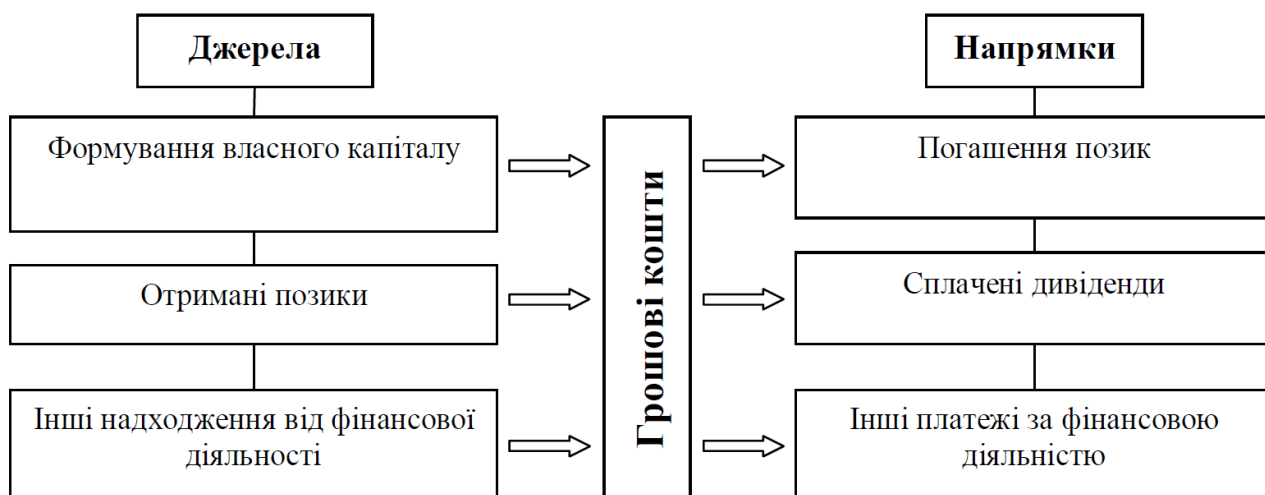 Джерела
Напрямки
Формування власного капіталу
Погашення позик
Грошові кошти
Отримані позики
Сплачені дивіденди
Інші надходження від фінансової
діяльності
Інші платежі за фінансовою
діяльністю